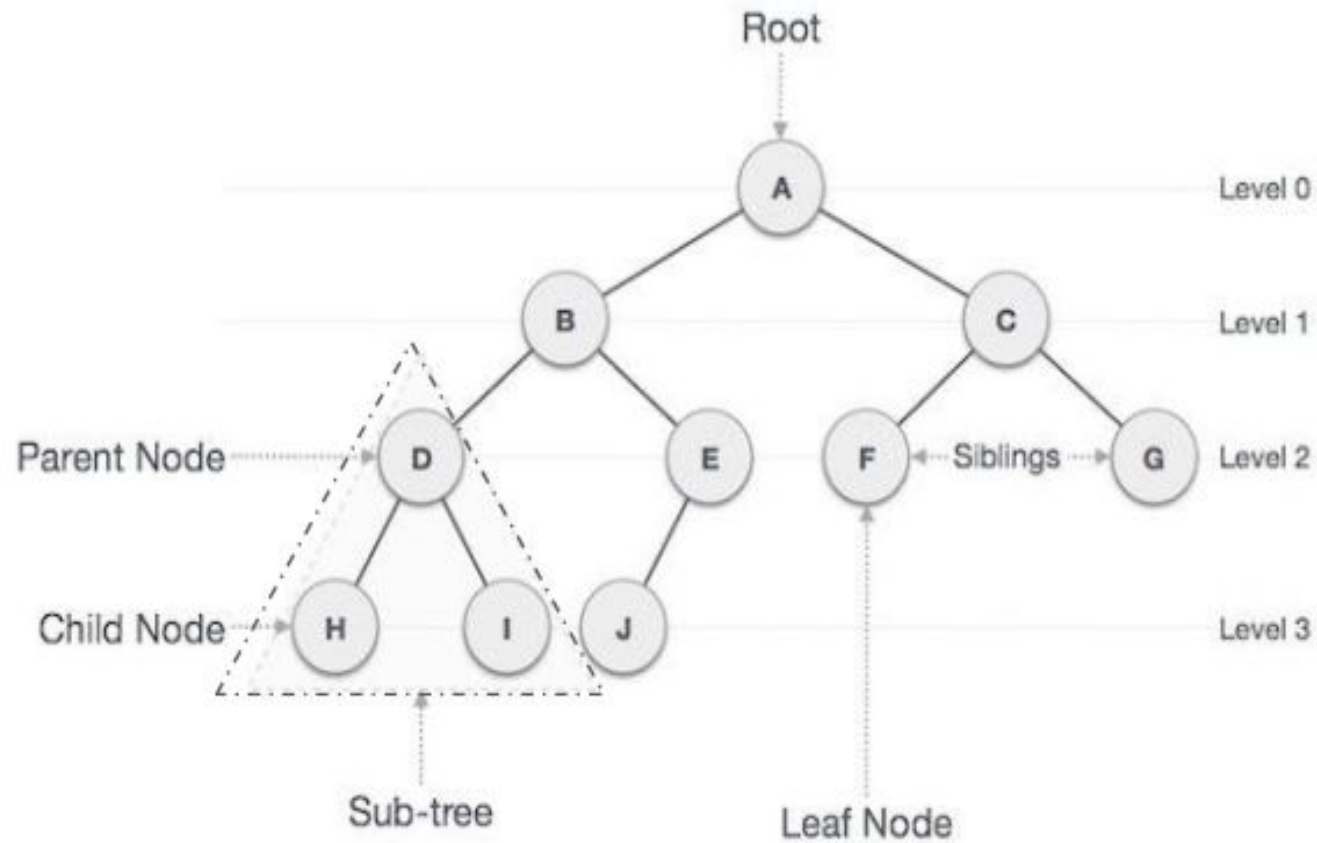 Root
A
Level 0
B
C
Level 1
Parent Node
D
E
F
Siblings
G
Level 2
Child Node
H
I
J
Level 3
Sub-tree
Leaf Node